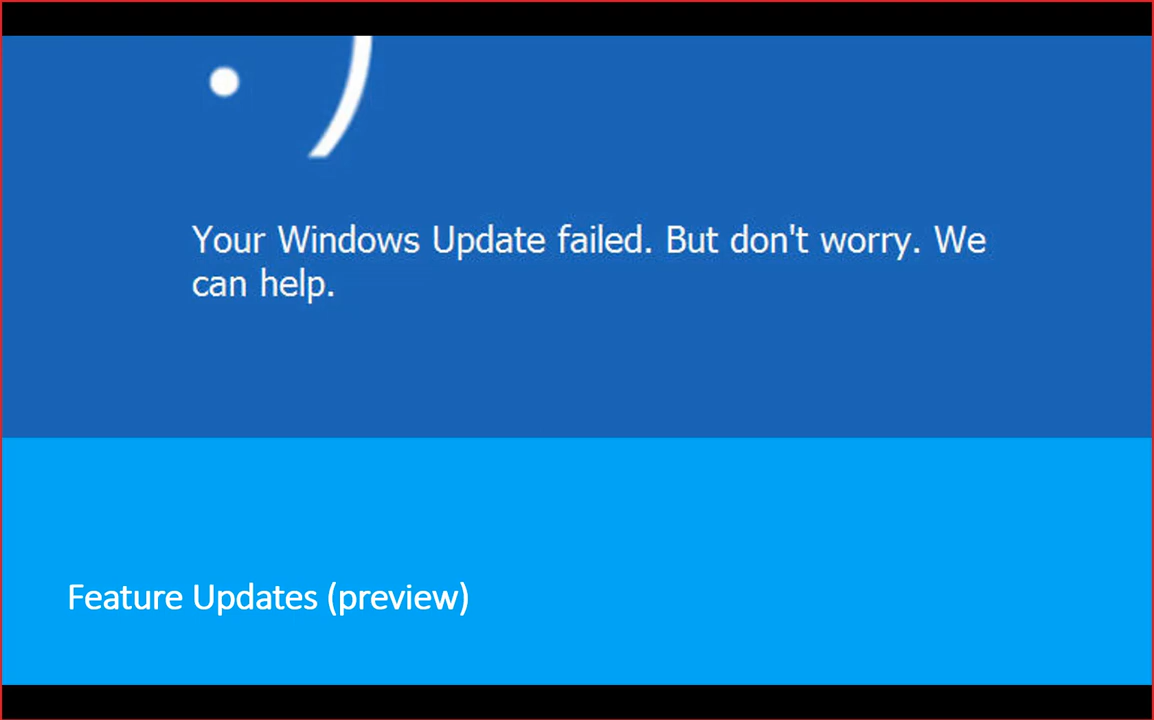 :)
Your Windows Update failed. But don't worry. We
can help.
Feature Updates (preview)